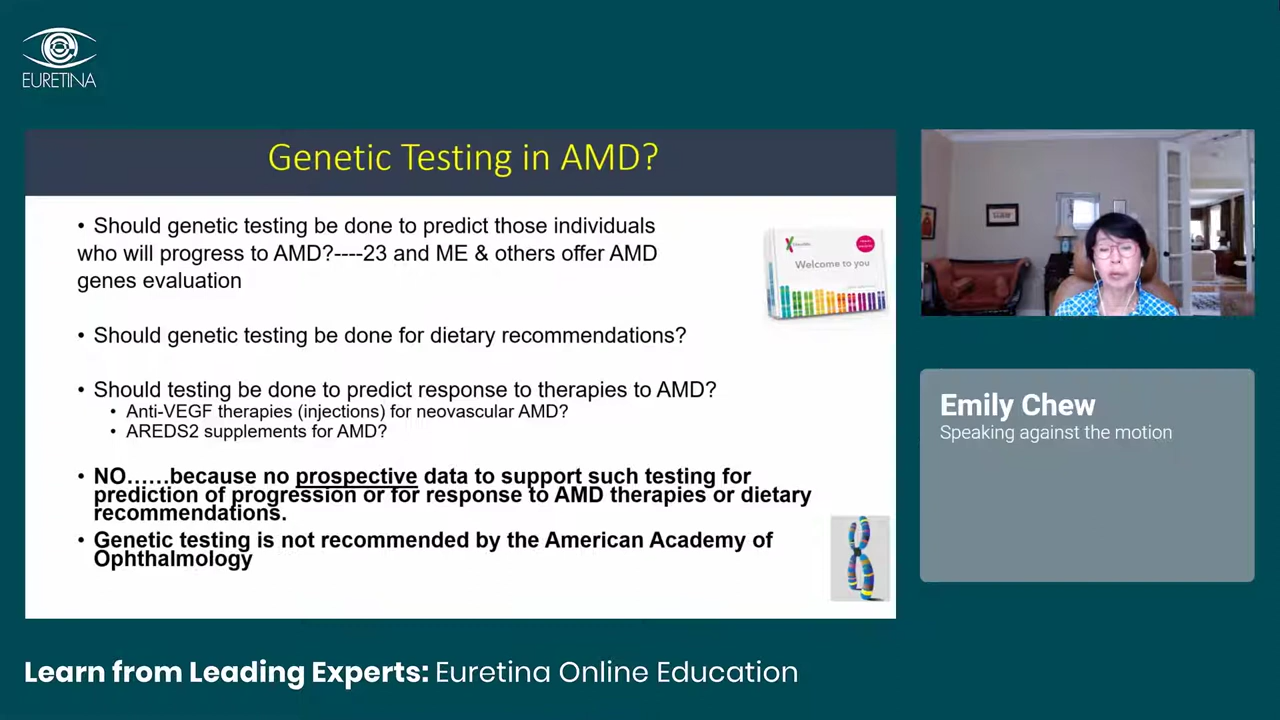 EURETINA
Genetic Testing in AMD?
• Should genetic testing be done to predict those individuals
who will progress to AMD?----23 and ME & others offer AMD
genes evaluation
Welcome to you
• Should genetic testing be done for dietary recommendations?
• Should testing be done to predict response to therapies to AMD?
• Anti-VEGF therapies (injections) for neovascular AMD?
• AREDS2 supplements for AMD?
• NO......because no prospective data to support such testing for
prediction of progression or for response to AMD therapies or dietary
recommendations.
• Genetic testing is not recommended by the American Academy of
Ophthalmology
Emily Chew
Speaking against the motion
Learn from Leading Experts: Euretina Online Education